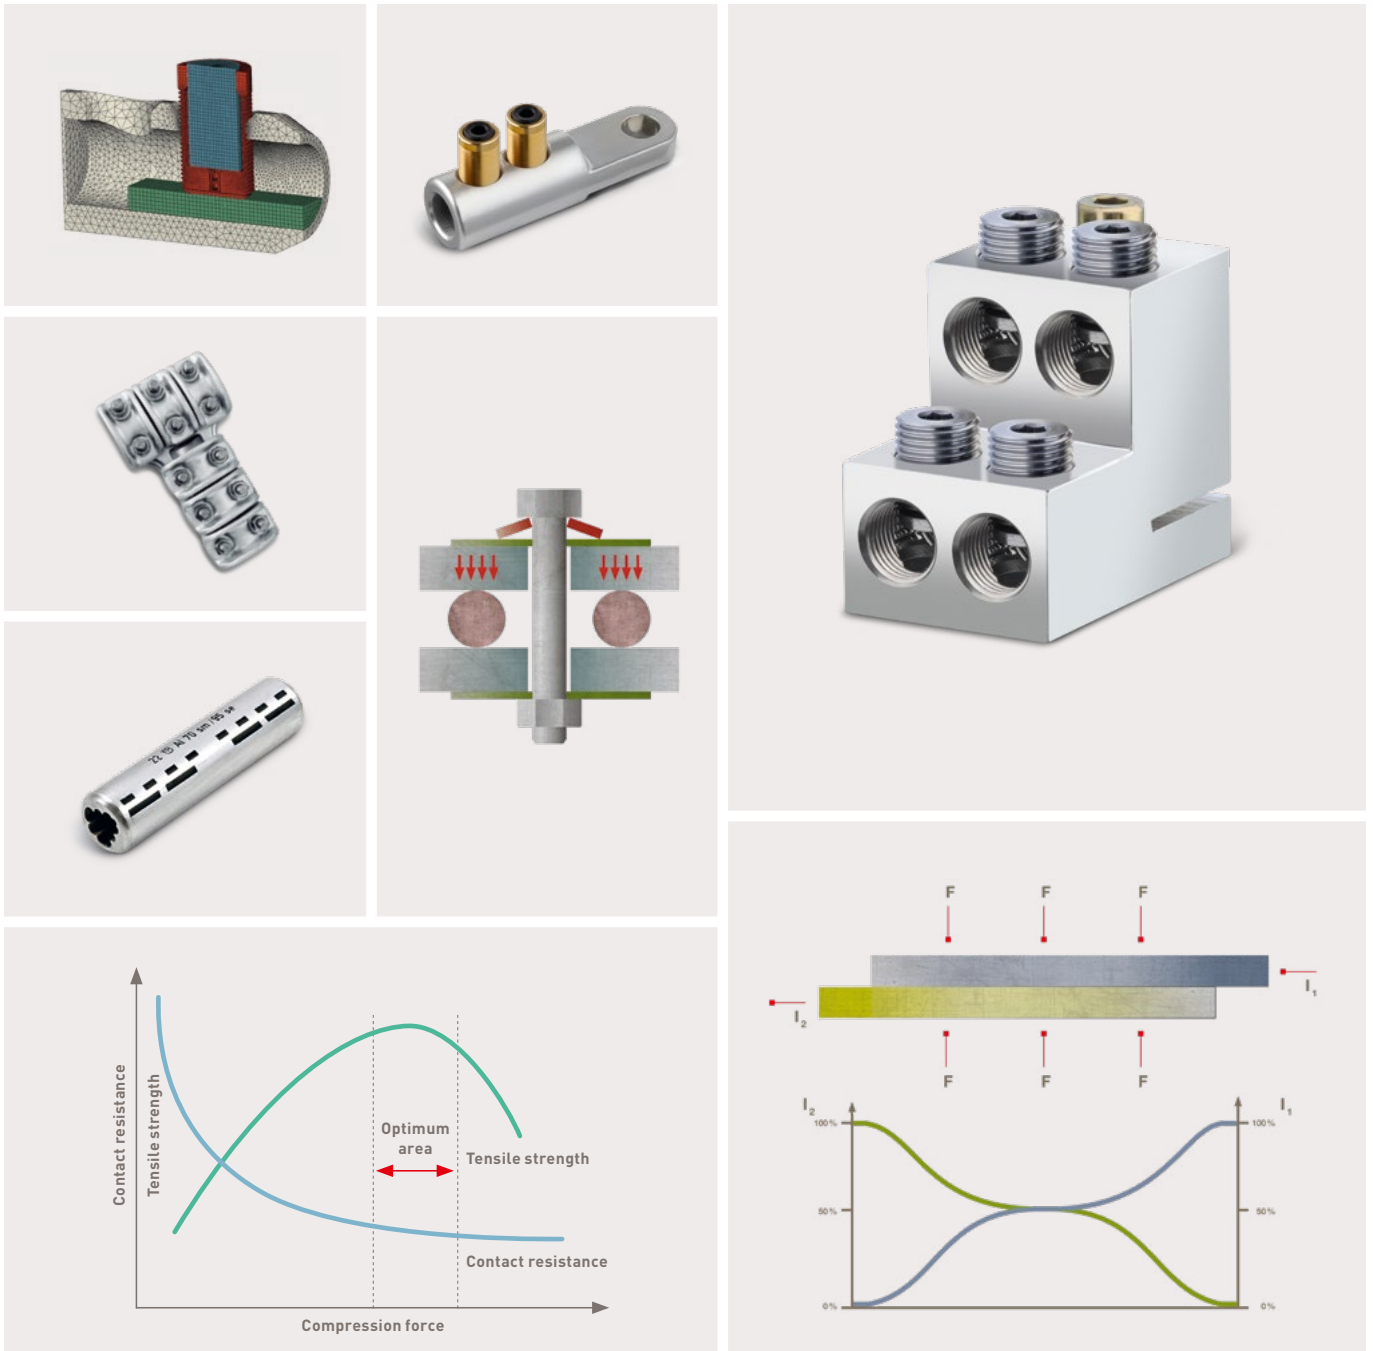 22 Al 70 sm/95 se
Contact resistance
Tensile strength
Optimum
area
Tensile strength
Contact resistance
Compression force
F F F
I₁
I₂
F F F
I₂ I₁
100% 100%
50% 50%
0% 0%